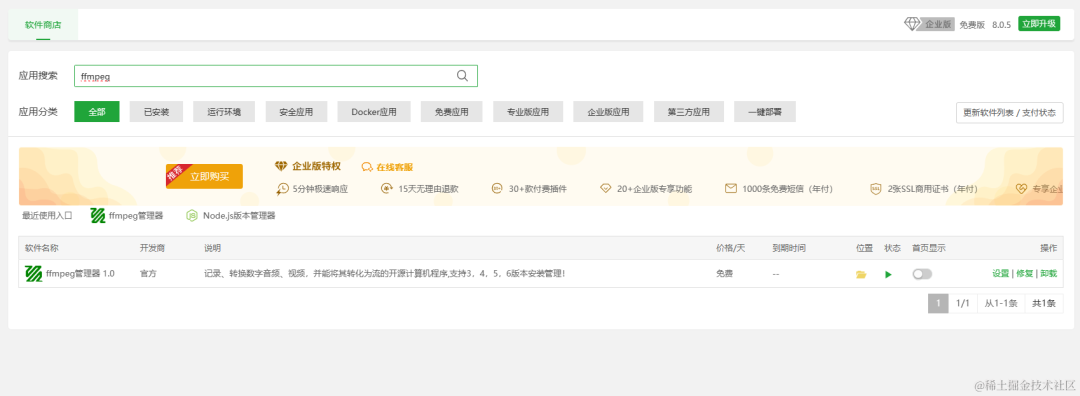 软件商店 企业版 免费版 8.0.5 立即升级
应用搜索 ffmpeg
应用分类 全部 已安装 运行环境 安全应用 Docker应用 免费应用 专业版应用 企业版应用 第三方应用 一键部署 更新软件列表 / 支付状态
推荐 立即购买 企业版特权 在线客服
5分钟极速响应 15天无理由退款 30+款付费插件 20+企业版专享功能 1000条免费短信（年付） 2张SSL商用证书（年付） 专享企业
最近使用入口 ffmpeg管理器 Node.js版本管理器
软件名称 开发商 说明 价格/天 到期时间 位置 状态 首页显示 操作
ffmpeg管理器 1.0 官方 记录、转换数字音频、视频，并能将其转化为流的开源计算机程序,支持3，4，5，6版本安装管理! 免费 -- 设置 | 修复 | 卸载
1 1/1 从1-1条 共1条
@稀土掘金技术社区